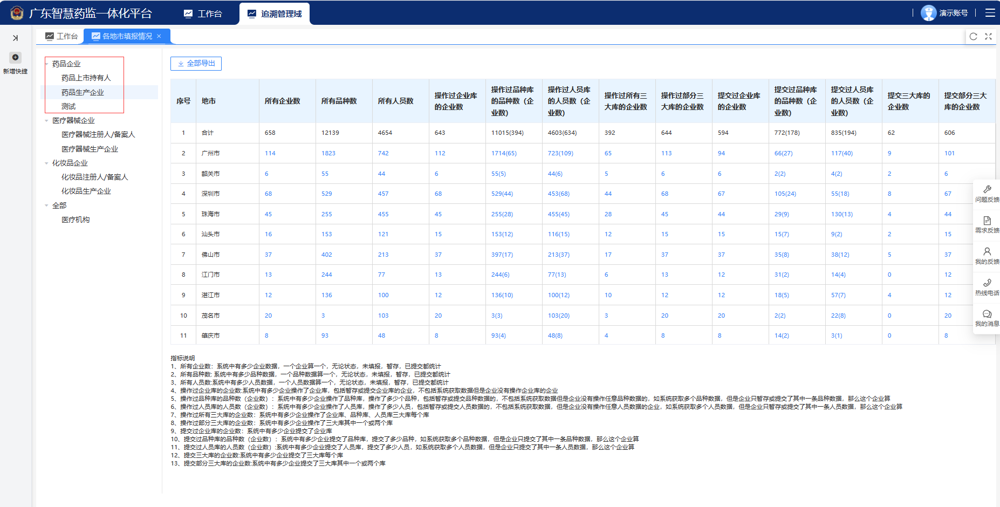 广东智慧药监一体化平台
工作台
追溯管理域
演示账号
工作台
各地市填报情况 ×
新增快捷
药品企业
药品上市持有人
药品生产企业
测试
医疗器械企业
医疗器械注册人/备案人
医疗器械生产企业
化妆品企业
化妆品注册人/备案人
化妆品生产企业
全部
医疗机构
全部导出
序号 地市 所有企业数 所有品种数 所有人员数 操作过企业库的企业数 操作过品种库的品种数（企业数） 操作过人员库的人员数（企业数） 操作过所有三大库的企业数 操作过部分三大库的企业数 提交过企业库的企业数 提交过品种库的品种数（企业数） 提交过人员库的人员数（企业数） 提交三大库的企业数 提交部分三大库的企业数
1 合计 658 12139 4654 643 11015(394) 4603(634) 392 644 594 772(178) 835(194) 62 606
2 广州市 114 1823 742 112 1714(65) 723(109) 65 113 94 66(27) 117(40) 9 101
3 韶关市 6 55 44 6 55(5) 44(6) 5 6 6 2(2) 4(2) 2 6
4 深圳市 68 529 457 68 529(44) 453(68) 44 68 67 105(24) 55(18) 8 67
5 珠海市 45 255 455 45 255(28) 455(45) 28 45 44 29(9) 130(13) 4 44
6 汕头市 16 153 121 15 153(12) 116(15) 12 15 15 15(7) 9(2) 2 15
7 佛山市 37 402 213 37 397(17) 213(37) 17 37 37 35(8) 38(12) 5 37
8 江门市 13 244 77 13 244(6) 77(13) 6 13 12 31(2) 14(4) 0 12
9 湛江市 12 136 100 12 136(10) 100(12) 10 12 12 18(5) 57(7) 4 12
10 茂名市 20 3 103 20 3(3) 103(20) 3 20 20 2(2) 22(8) 0 20
11 肇庆市 8 93 48 8 93(4) 48(8) 4 8 8 14(2) 3(1) 0 8
问题反馈
需求反馈
我的反馈
热线电话
我的消息
指标说明
1、所有企业数：系统中有多少企业数据，一个企业算一个，无论状态，未填报，暂存，已提交都统计
2、所有品种数: 系统中有多少品种数据，一个品种数据算一个，无论状态，未填报，暂存，已提交都统计
3、所有人员数:系统中有多少人员数据，一个人员数据算一个，无论状态，未填报，暂存，已提交都统计
4、操作过企业库的企业数:系统中有多少企业操作了企业库，包括暂存或提交企业库的企业，不包括系统获取数据但是企业没有操作企业库的企业
5、操作过品种库的品种数（企业数）：系统中有多少企业操作了品种库，操作了多少个品种，包括暂存或提交品种数据的，不包括系统获取数据但是企业没有操作任意品种数据的，如系统获取多个品种数据，但是企业只暂存或提交了其中一条品种数据，那么这个企业算
6、操作过人员库的人员数（企业数）：系统中有多少企业操作了人员库，操作了多少人员，包括暂存或提交人员数据的，不包括系统获取数据，但是企业没有操作任意人员数据的企业，如系统获取多个人员数据，但是企业只暂存或提交了其中一条人员数据，那么这个企业算
7、操作过所有三大库的企业数：系统中有多少企业操作了企业库、品种库、人员库三大库每个库
8、操作过部分三大库的企业数：系统中有多少企业操作了三大库其中一个或两个库
9、提交过企业库的企业数：系统中有多少企业提交了企业库
10、提交过品种库的品种数（企业数）：系统中有多少企业提交了品种库，提交了多少品种，如系统获取多个品种数据，但是企业只提交了其中一条品种数据，那么这个企业算
11、提交过人员库的人员数（企业数）:系统中有多少企业提交了人员库，提交了多少人员，如系统获取多个人员数据，但是企业只提交了其中一条人员数据，那么这个企业算
12、提交三大库的企业数:系统中有多少企业提交了三大库每个库
13、提交部分三大库的企业数:系统中有多少企业提交了三大库其中一个或两个库